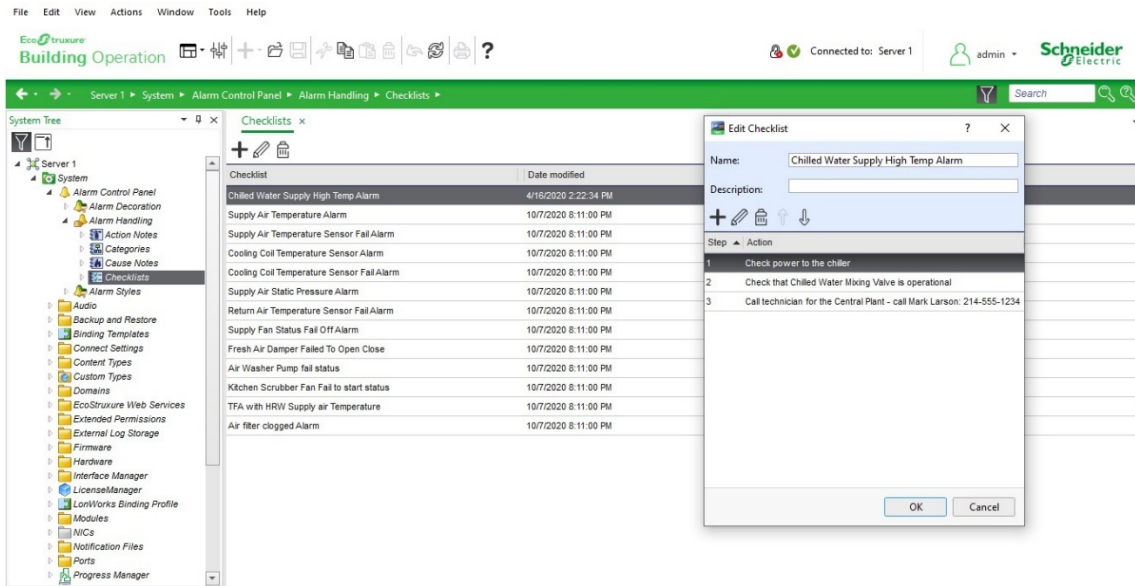 File Edit View Actions Window Tools Help
EcoStruxure
Building Operation
Connected to: Server 1
admin
Schneider
Electric
Server 1 ▸ System ▸ Alarm Control Panel ▸ Alarm Handling ▸ Checklists ▸
Search
System Tree
Server 1
System
Alarm Control Panel
Alarm Decoration
Alarm Handling
Action Notes
Categories
Cause Notes
Checklists
Alarm Styles
Audio
Backup and Restore
Binding Templates
Connect Settings
Content Types
Custom Types
Domains
EcoStruxure Web Services
Extended Permissions
External Log Storage
Firmware
Hardware
Interface Manager
LicenseManager
LonWorks Binding Profile
Modules
NICs
Notification Files
Ports
Progress Manager
Checklists ×
Checklist Date modified
Chilled Water Supply High Temp Alarm 4/16/2020 2:22:34 PM
Supply Air Temperature Alarm 10/7/2020 8:11:00 PM
Supply Air Temperature Sensor Fail Alarm 10/7/2020 8:11:00 PM
Cooling Coil Temperature Sensor Alarm 10/7/2020 8:11:00 PM
Cooling Coil Temperature Sensor Fail Alarm 10/7/2020 8:11:00 PM
Supply Air Static Pressure Alarm 10/7/2020 8:11:00 PM
Return Air Temperature Sensor Fail Alarm 10/7/2020 8:11:00 PM
Supply Fan Status Fail Off Alarm 10/7/2020 8:11:00 PM
Fresh Air Damper Failed To Open Close 10/7/2020 8:11:00 PM
Air Washer Pump fail status 10/7/2020 8:11:00 PM
Kitchen Scrubber Fan Fail to start status 10/7/2020 8:11:00 PM
TFA with HRW Supply air Temperature 10/7/2020 8:11:00 PM
Air filter clogged Alarm 10/7/2020 8:11:00 PM
Edit Checklist ? ×
Name: Chilled Water Supply High Temp Alarm
Description:
Step Action
1 Check power to the chiller
2 Check that Chilled Water Mixing Valve is operational
3 Call technician for the Central Plant - call Mark Larson: 214-555-1234
OK Cancel